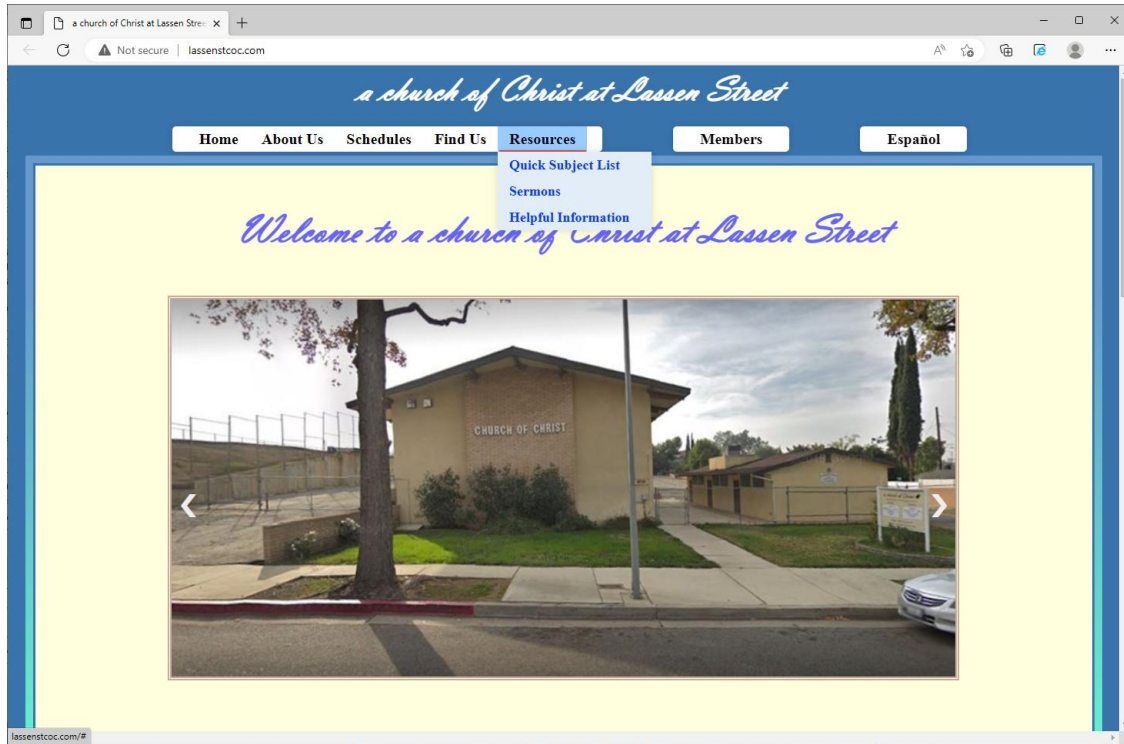 a church of Christ at Lassen Stree
Not secure | lassenstcoc.com
a church of Christ at Lassen Street
Home About Us Schedules Find Us Resources Members Español
Quick Subject List
Sermons
Helpful Information
Welcome to a church of Christ at Lassen Street
CHURCH OF CHRIST
lassenstcoc.com/#